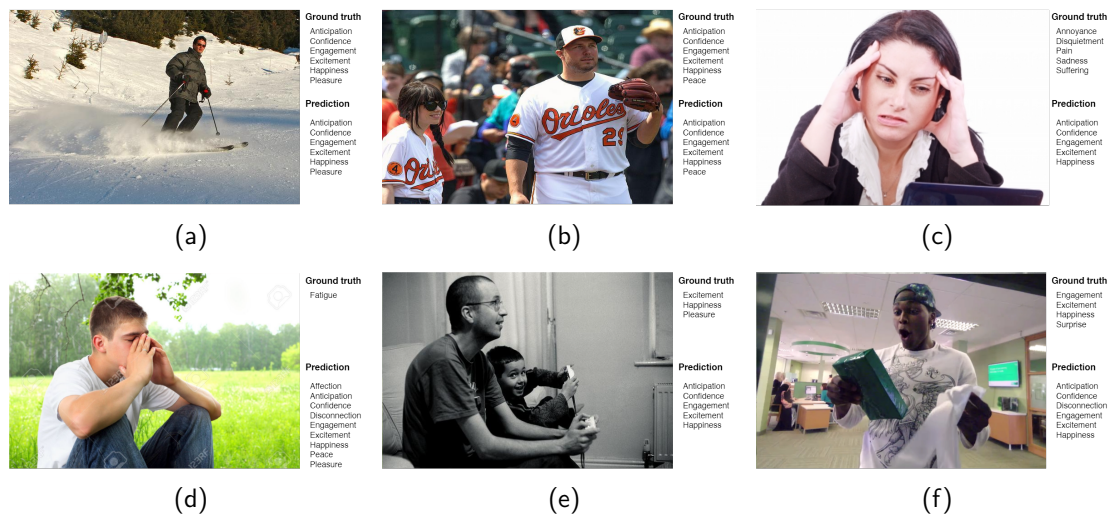 Ground truth
Anticipation
Confidence
Engagement
Excitement
Happiness
Pleasure
Prediction
Anticipation
Confidence
Engagement
Excitement
Happiness
Pleasure
(a)
Orioles
29
4
Ori
4
Ground truth
Anticipation
Confidence
Engagement
Excitement
Happiness
Peace
Prediction
Anticipation
Confidence
Engagement
Excitement
Happiness
Peace
(b)
Ground truth
Annoyance
Disquietment
Pain
Sadness
Suffering
Prediction
Anticipation
Confidence
Engagement
Excitement
Happiness
(c)
Ground truth
Fatigue
Prediction
Affection
Anticipation
Confidence
Disconnection
Engagement
Excitement
Happiness
Peace
Pleasure
(d)
Ground truth
Excitement
Happiness
Pleasure
Prediction
Anticipation
Confidence
Engagement
Excitement
Happiness
(e)
Ground truth
Engagement
Excitement
Happiness
Surprise
Prediction
Anticipation
Confidence
Disconnection
Engagement
Excitement
Happiness
(f)